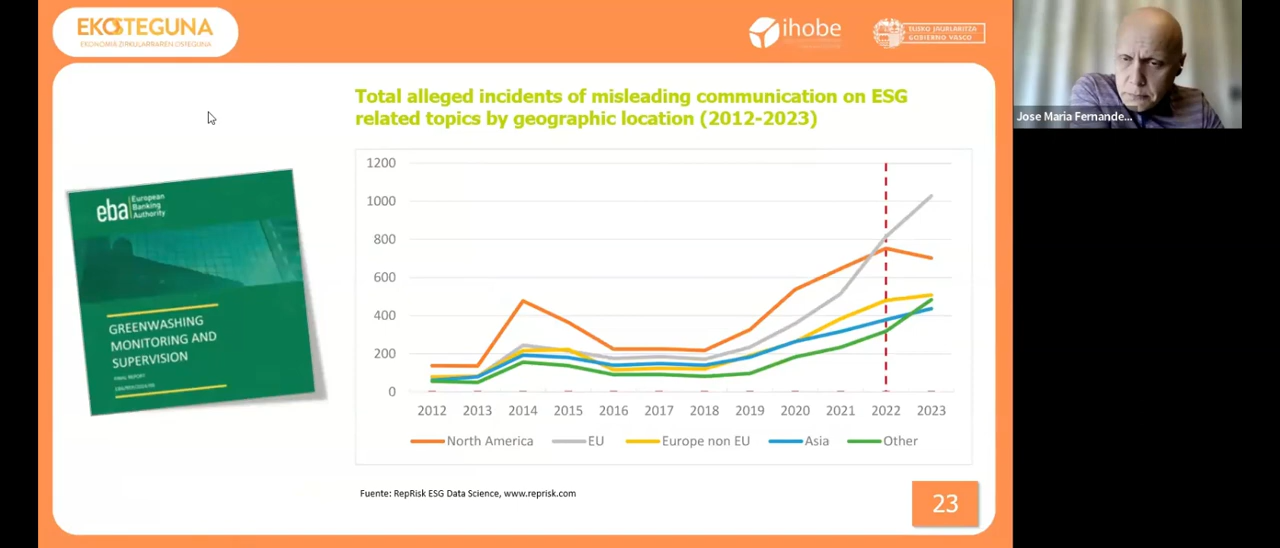 EKOSTEGUNA
EKONOMIA ZIRKULARRAREN OSTEGUNA
ihobe
EUSKO JAURLARITZA
GOBIERNO VASCO
Jose Maria Fernande...
Total alleged incidents of misleading communication on ESG
related topics by geographic location (2012-2023)
eba European
Banking
Authority
GREENWASHING
MONITORING AND
SUPERVISION
FINAL REPORT
1200
1000
800
600
400
200
0
2012 2013 2014 2015 2016 2017 2018 2019 2020 2021 2022 2023
North America EU Europe non EU Asia Other
Fuente: RepRisk ESG Data Science, www.reprisk.com
23